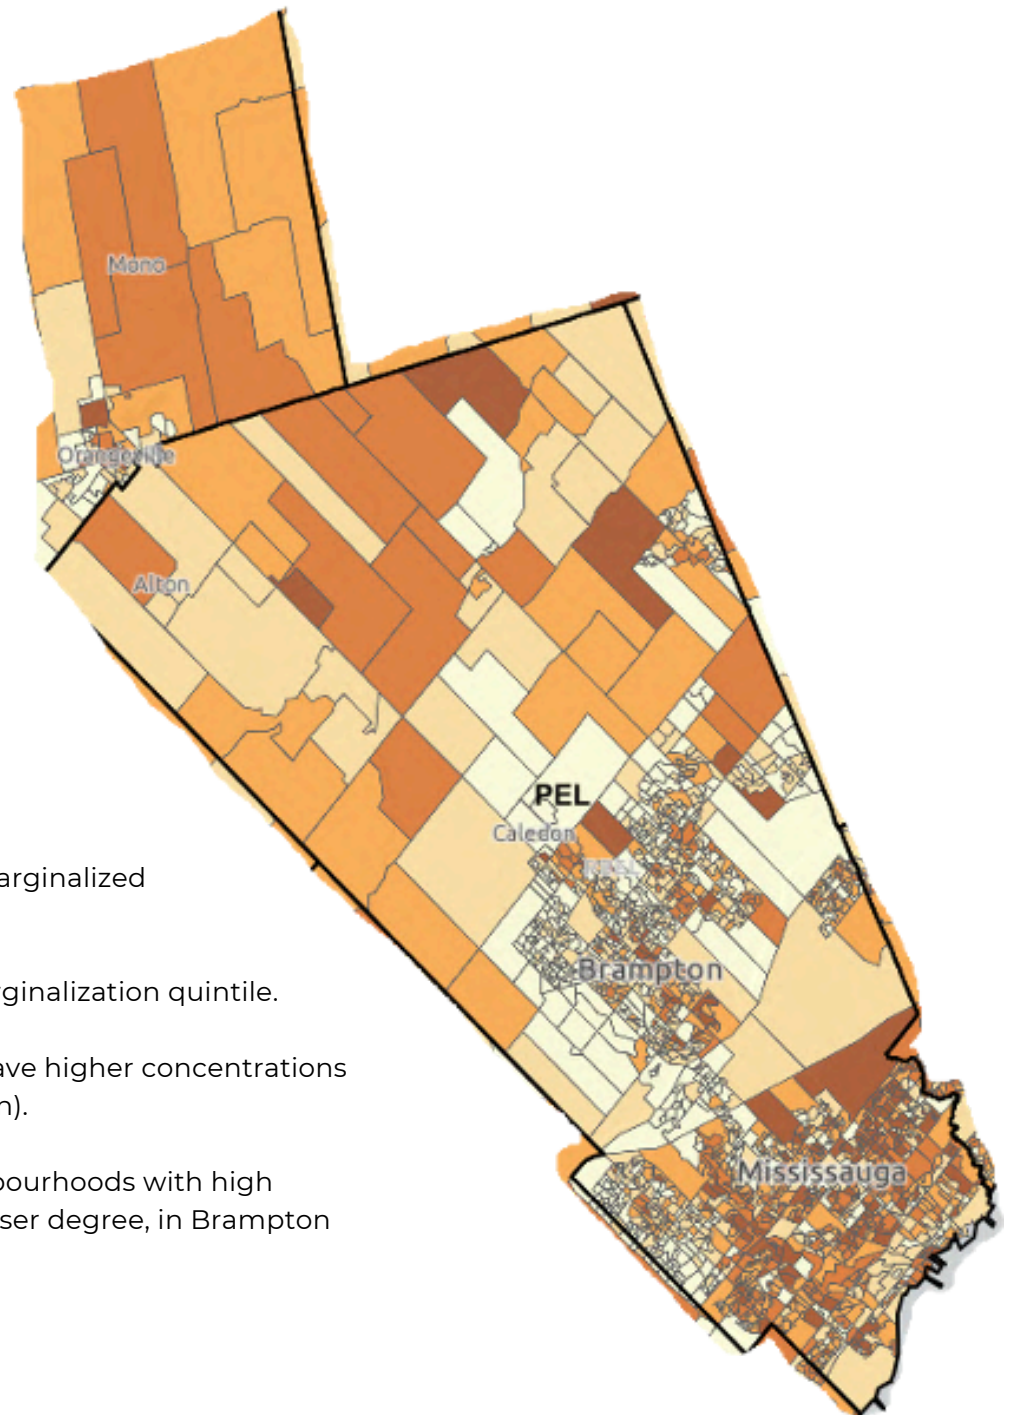 Mono
Orangeville
Alton
PEL
Caledon
arginalized
Brampton
rginalization quintile.
ave higher concentrations
n).
Mississauga
bourhoods with high
ser degree, in Brampton